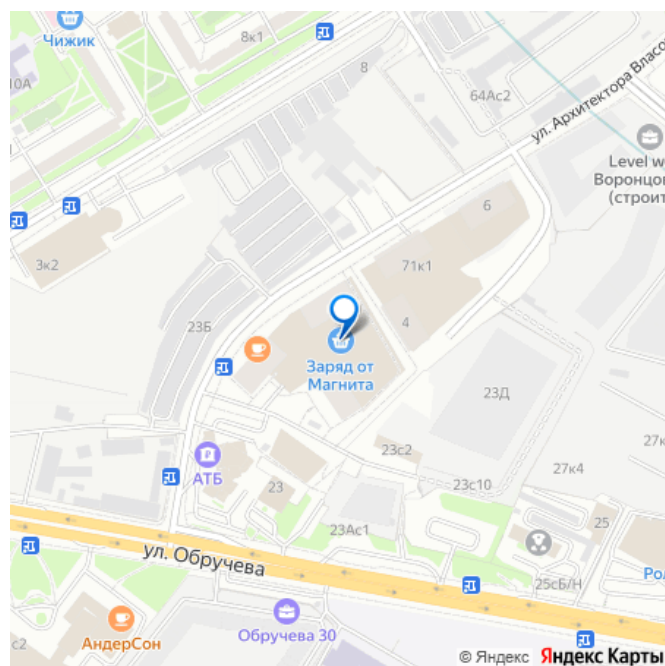 8к1
Чижик
10А
8
64Ас2
ул. Архитектора Власо
Level w
Воронцо
(строит
6
3к2
71к1
23Б
4
Заряд от
Магнита
23Д
23с2
27к
27к4
23с10
АТБ
23
25
23Ас1
ул. Обручева
25сБ/Н
Рол
Обручева 30
АндерСон
с2
© Яндекс Яндекс Карты